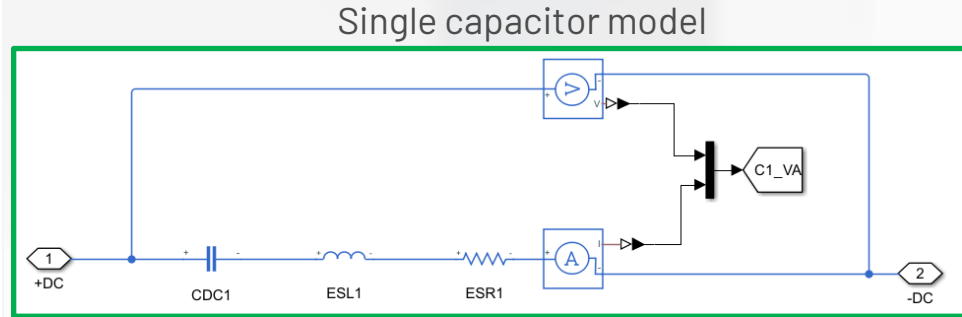 Single capacitor model
+
V
-
V
C1_VA
1
+DC
+
-
CDC1
+
-
ESL1
+
-
ESR1
+
A
I
-
2
-DC